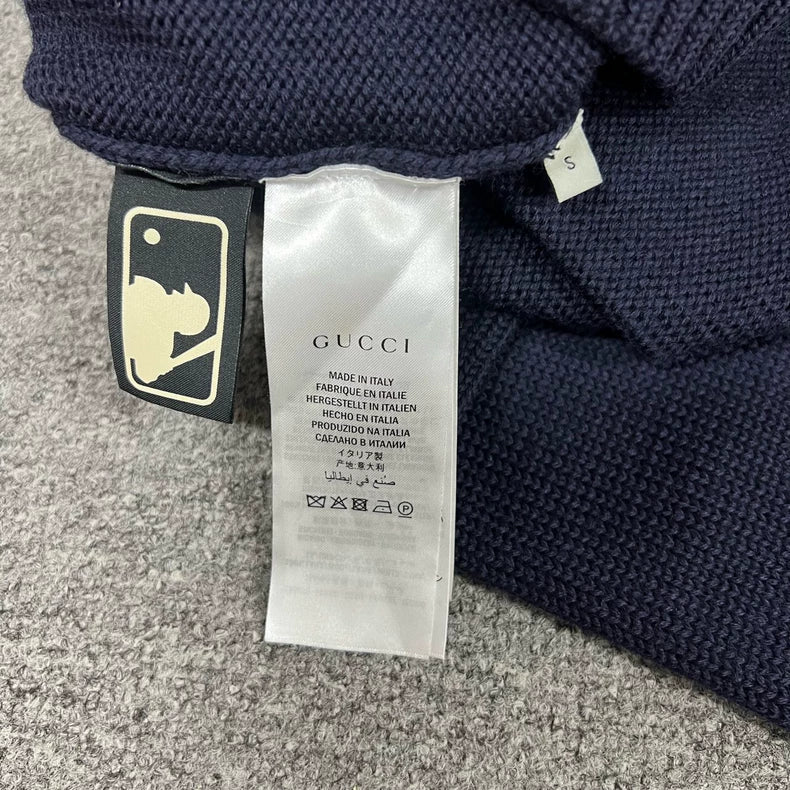 S
GUCCI
MADE IN ITALY
FABRIQUE EN ITALIE
HERGESTELLT IN ITALIEN
HECHO EN ITALIA
PRODUZIDO NA ITALIA
СДЕЛАНО В ИТАЛИИ
イタリア製
产地:意大利
صنع في إيطاليا
P